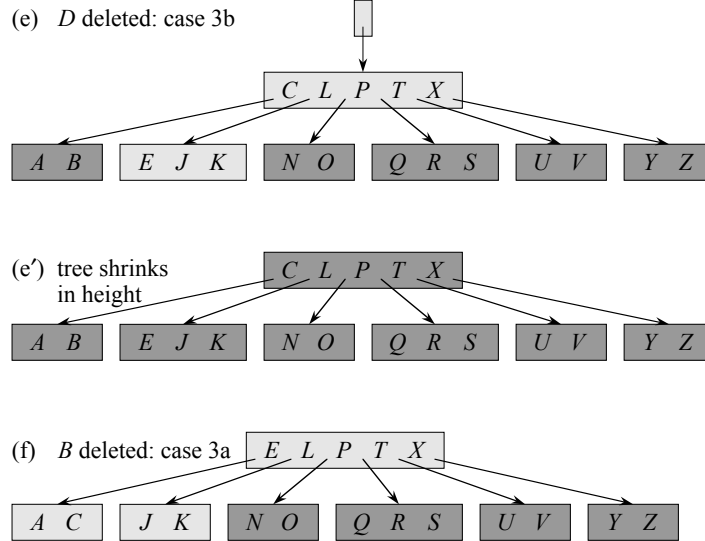 (e) D deleted: case 3b
C L P T X
A B E J K N O Q R S U V Y Z
(e′) tree shrinks
in height
C L P T X
A B E J K N O Q R S U V Y Z
(f) B deleted: case 3a
E L P T X
A C J K N O Q R S U V Y Z